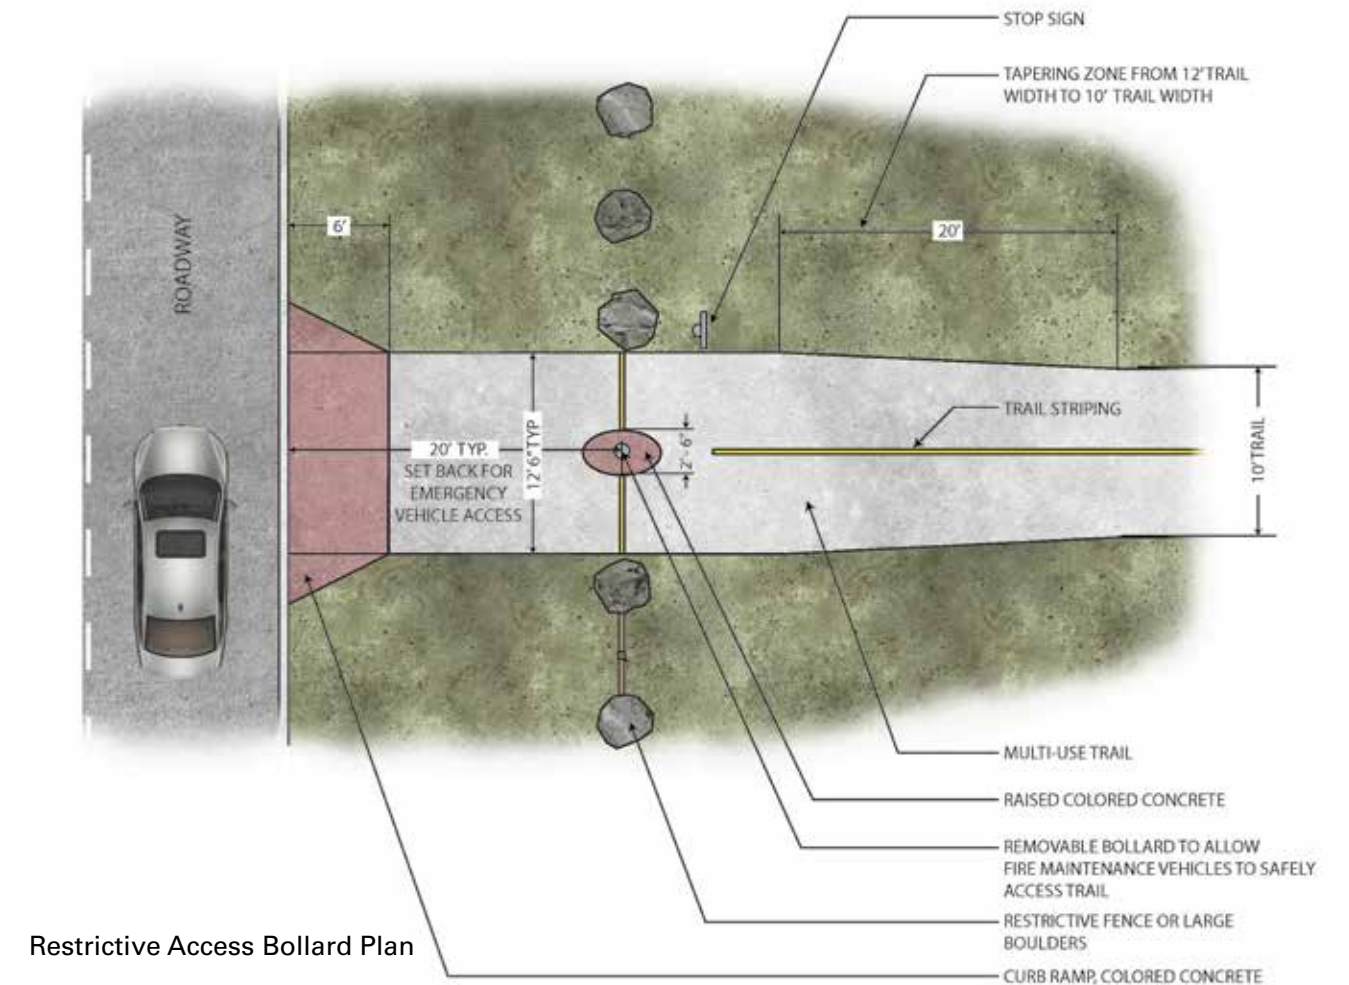 STOP SIGN
TAPERING ZONE FROM 12' TRAIL
WIDTH TO 10' TRAIL WIDTH
ROADWAY
6'
20'
TRAIL STRIPING
20' TYP.
SET BACK FOR
EMERGENCY
VEHICLE ACCESS
12' 6" TYP
2' - 6"
10' TRAIL
MULTI-USE TRAIL
RAISED COLORED CONCRETE
REMOVABLE BOLLARD TO ALLOW
FIRE MAINTENANCE VEHICLES TO SAFELY
ACCESS TRAIL
RESTRICTIVE FENCE OR LARGE
BOULDERS
CURB RAMP, COLORED CONCRETE
Restrictive Access Bollard Plan